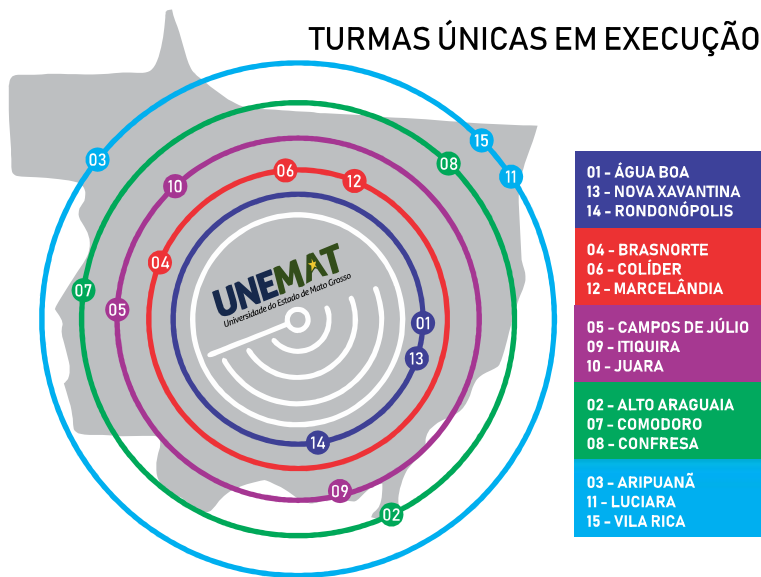 TURMAS ÚNICAS EM EXECUÇÃO
15
03
08
06
12
11
10
01 - ÁGUA BOA
13 - NOVA XAVANTINA
14 - RONDONÓPOLIS
04
UNEMAT
Universidade do Estado de Mato Grosso
04 - BRASNORTE
06 - COLÍDER
12 - MARCELÂNDIA
07
05
01
13
05 - CAMPOS DE JÚLIO
09 - ITIQUIRA
10 - JUARA
02 - ALTO ARAGUAIA
07 - COMODORO
08 - CONFRESA
14
09
02
03 - ARIPUANÃ
11 - LUCIARA
15 - VILA RICA